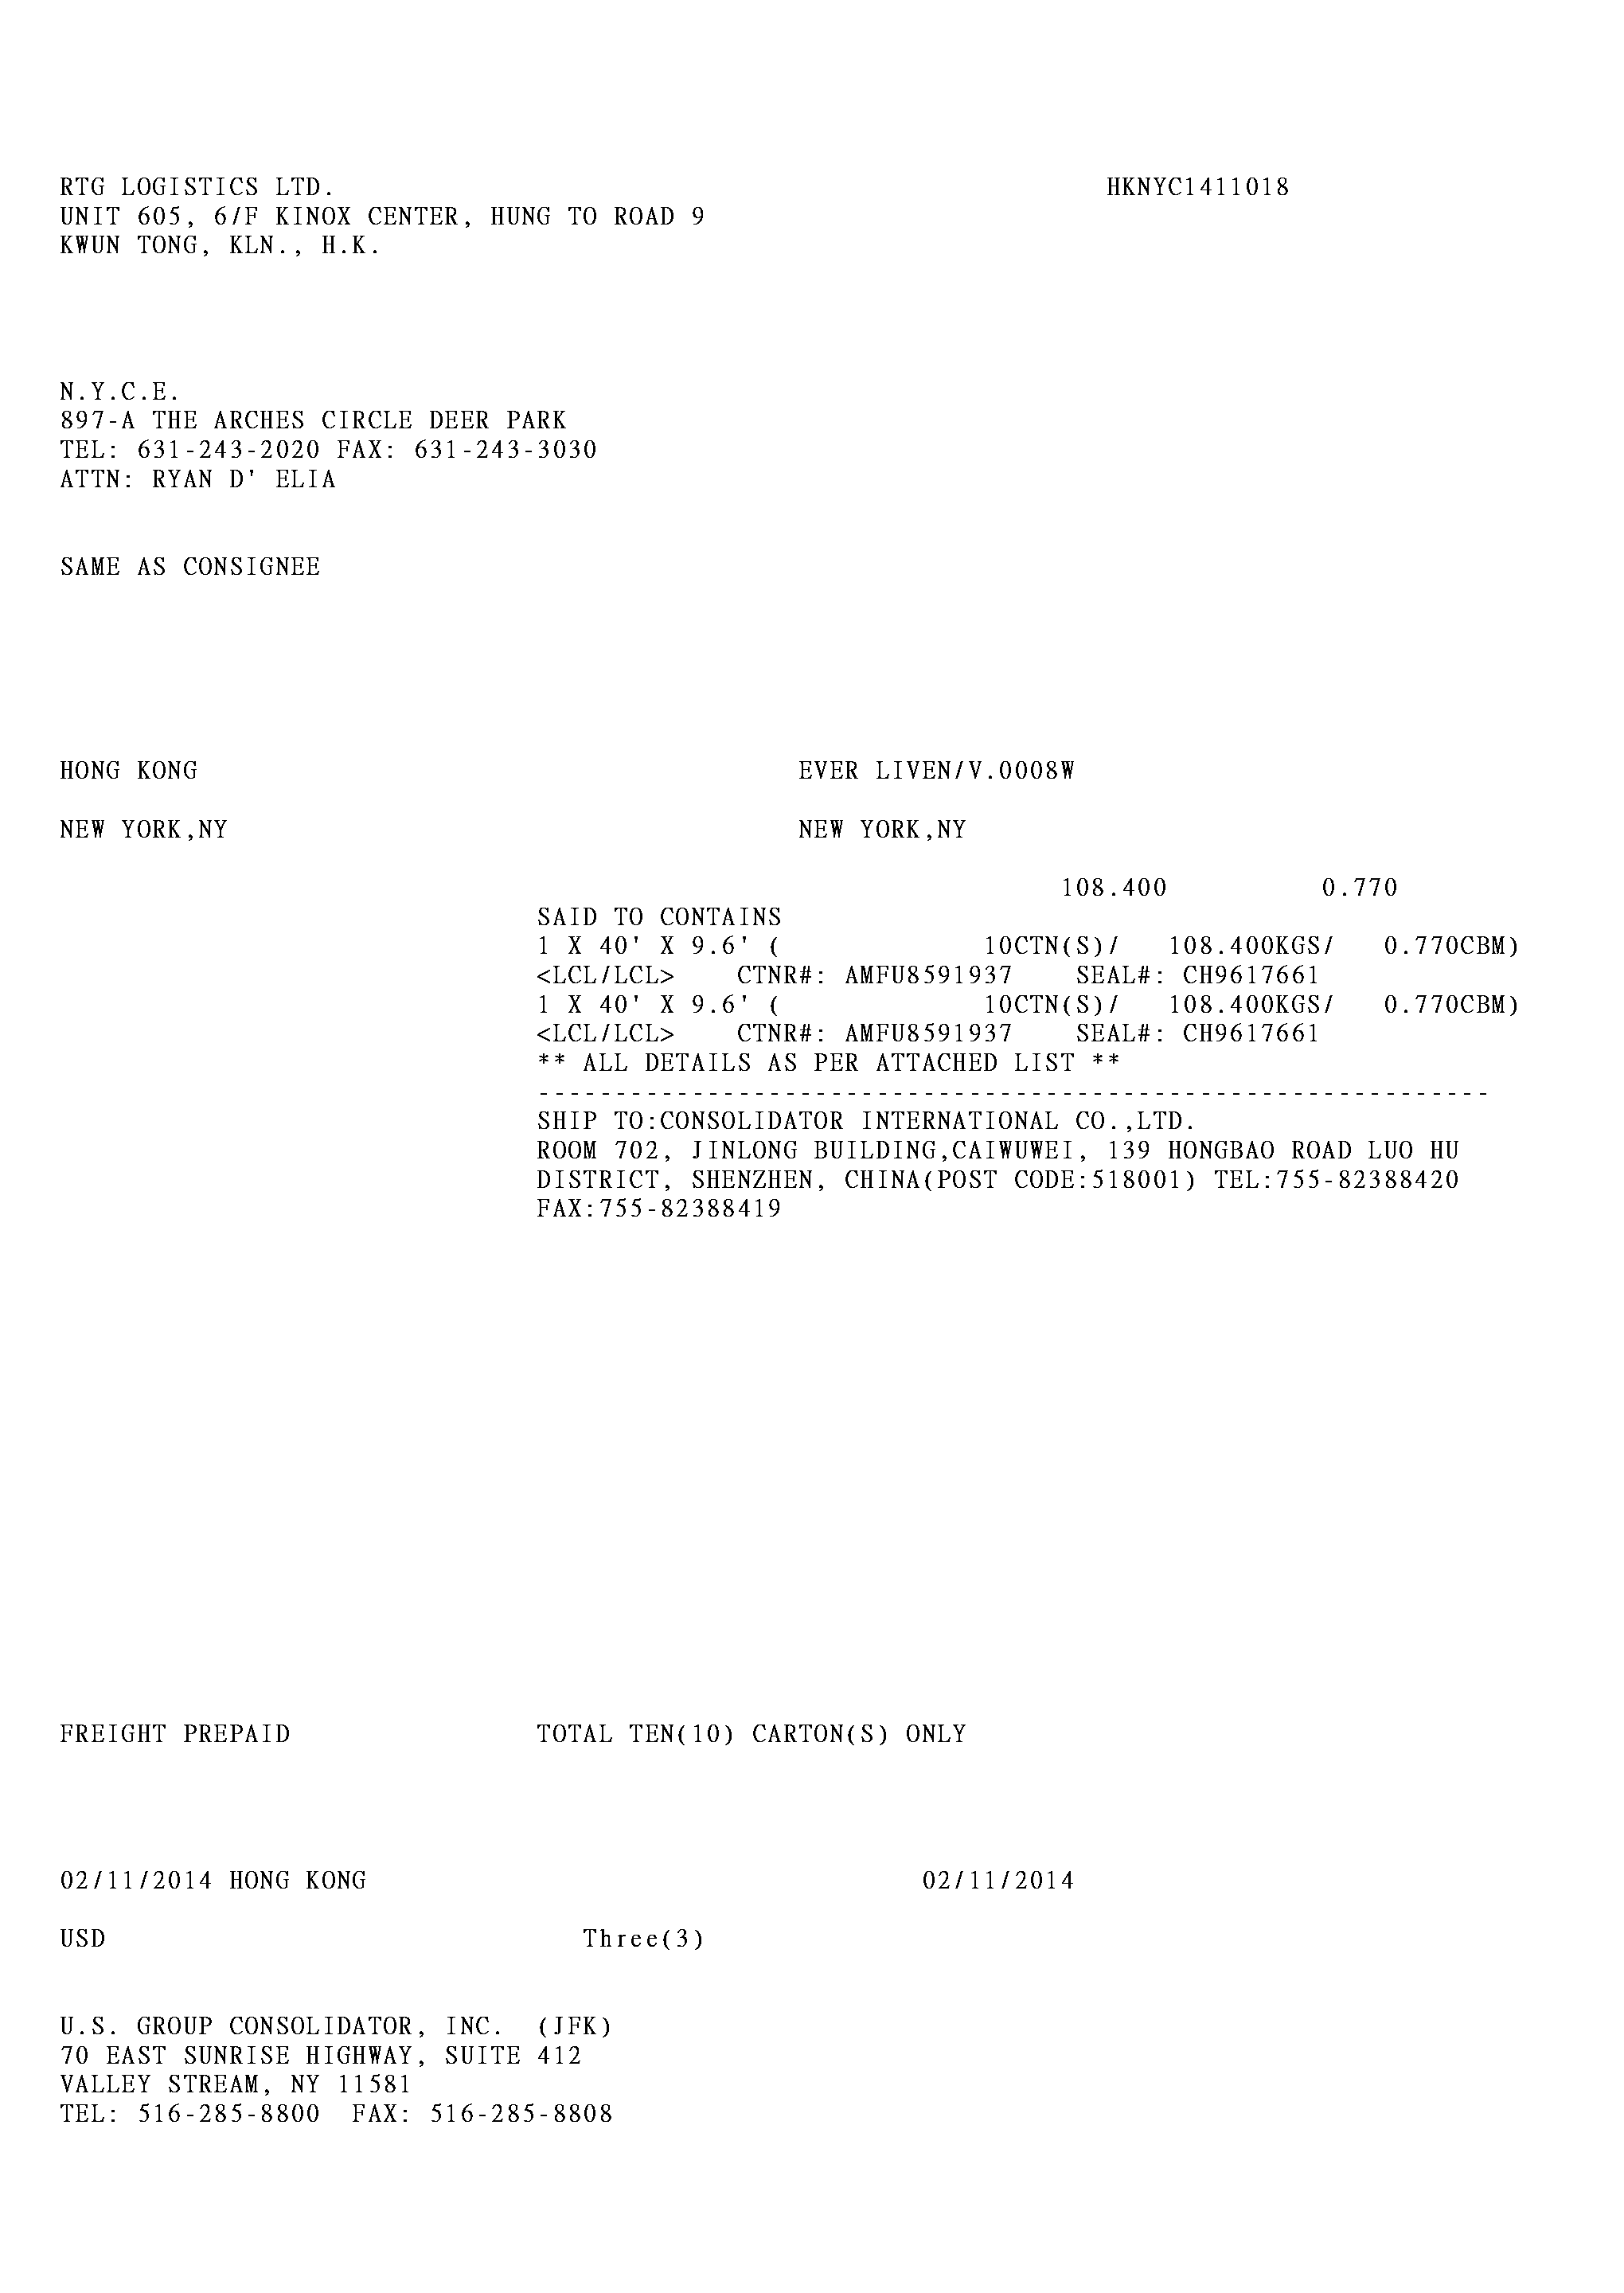 RTG LOGISTICS LTD. HKNYC1411018
UNIT 605, 6/F KINOX CENTER, HUNG TO ROAD 9
KWUN TONG, KLN., H.K.
N.Y.C.E.
897-A THE ARCHES CIRCLE DEER PARK
TEL: 631-243-2020 FAX: 631-243-3030
ATTN: RYAN D' ELIA
SAME AS CONSIGNEE
HONG KONG EVER LIVEN/V.0008W
NEW YORK,NY NEW YORK,NY
108.400 0.770
SAID TO CONTAINS
1 X 40' X 9.6' ( 10CTN(S)/ 108.400KGS/ 0.770CBM)
<LCL/LCL> CTNR#: AMFU8591937 SEAL#: CH9617661
1 X 40' X 9.6' ( 10CTN(S)/ 108.400KGS/ 0.770CBM)
<LCL/LCL> CTNR#: AMFU8591937 SEAL#: CH9617661
** ALL DETAILS AS PER ATTACHED LIST **
--------------------------------------------------------------
SHIP TO:CONSOLIDATOR INTERNATIONAL CO.,LTD.
ROOM 702, JINLONG BUILDING,CAIWUWEI, 139 HONGBAO ROAD LUO HU
DISTRICT, SHENZHEN, CHINA(POST CODE:518001) TEL:755-82388420
FAX:755-82388419
FREIGHT PREPAID TOTAL TEN(10) CARTON(S) ONLY
02/11/2014 HONG KONG 02/11/2014
USD Three(3)
U.S. GROUP CONSOLIDATOR, INC. (JFK)
70 EAST SUNRISE HIGHWAY, SUITE 412
VALLEY STREAM, NY 11581
TEL: 516-285-8800 FAX: 516-285-8808